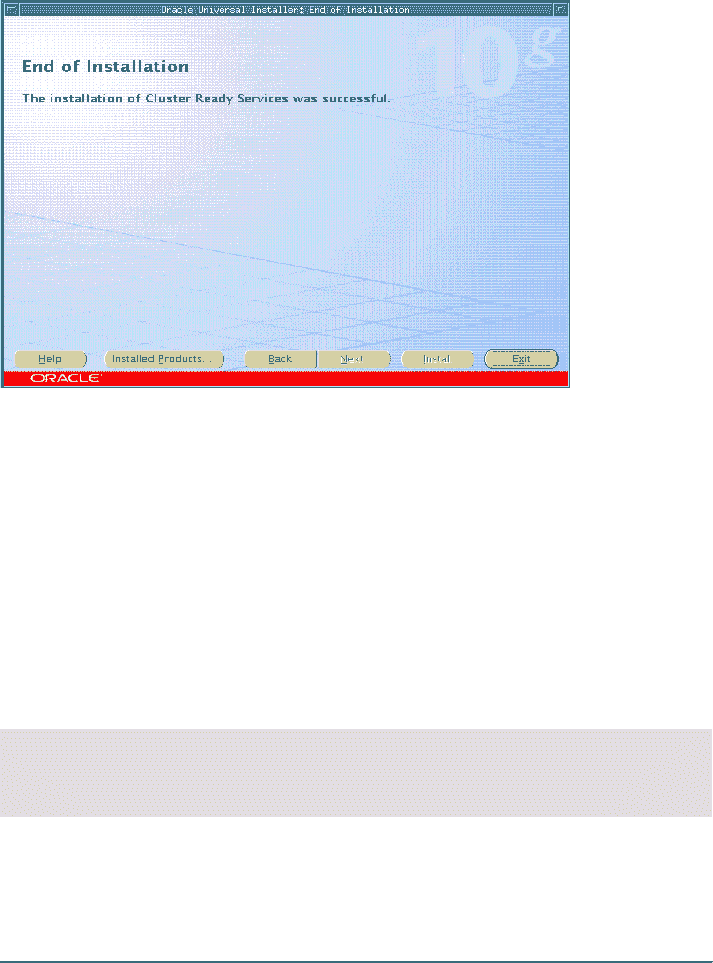 Oracle Universal Installer: End of Installation
10g
End of Installation
The installation of Cluster Ready Services was successful.
Help
Installed Products...
Back
Next
Install
Exit
ORACLE